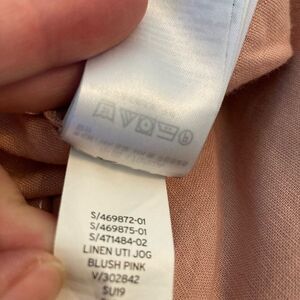 S/469872-01
S/469875-01
S/471484-02
LINEN UTI JOG
BLUSH PINK
V/302842
SU19